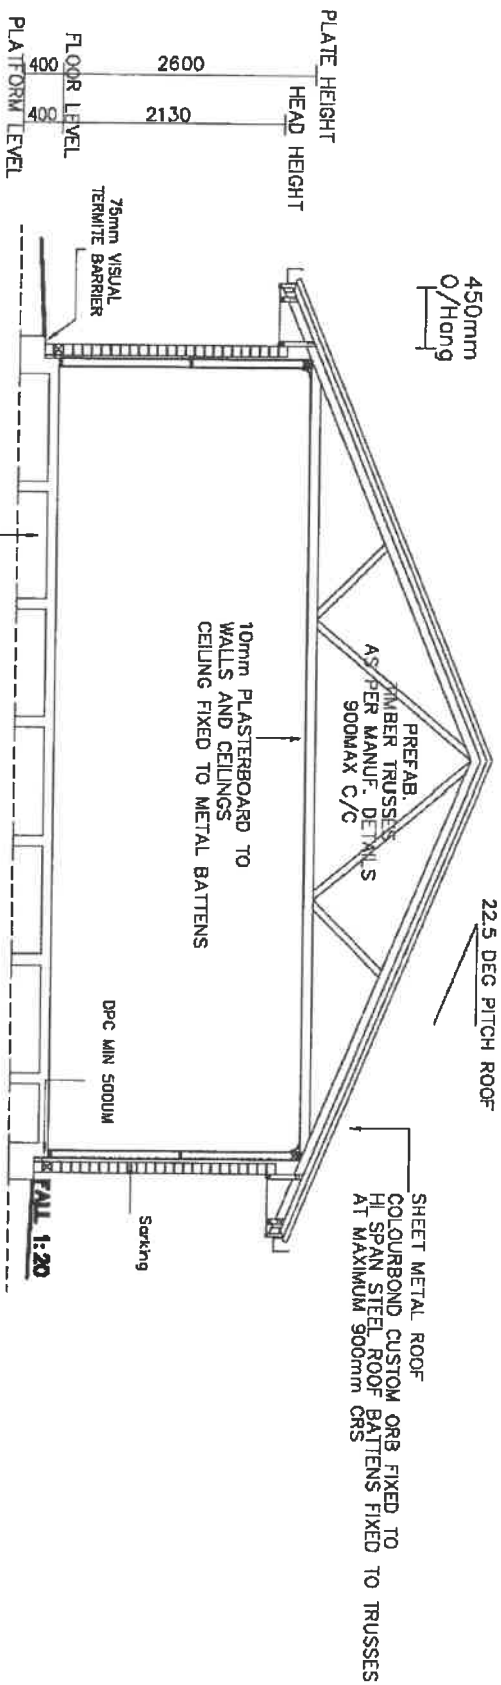 PLATE HEIGHT
HEAD HEIGHT
2600
2130
FLOOR LEVEL
400
400
PLATFORM LEVEL
450mm
O/Hang
75mm VISUAL
TERMITE BARRIER
PREFAB.
TIMBER TRUSSES
AS PER MANUF. DETAILS
900MAX C/C
10mm PLASTERBOARD TO
WALLS AND CEILINGS
CEILING FIXED TO METAL BATTENS
22.5 DEG PITCH ROOF
SHEET METAL ROOF
COLOURBOND CUSTOM ORB FIXED TO
HI SPAN STEEL ROOF BATTENS FIXED TO TRUSSES
AT MAXIMUM 900mm CRS
DPC MIN 500UM
Sarking
FALL 1:20